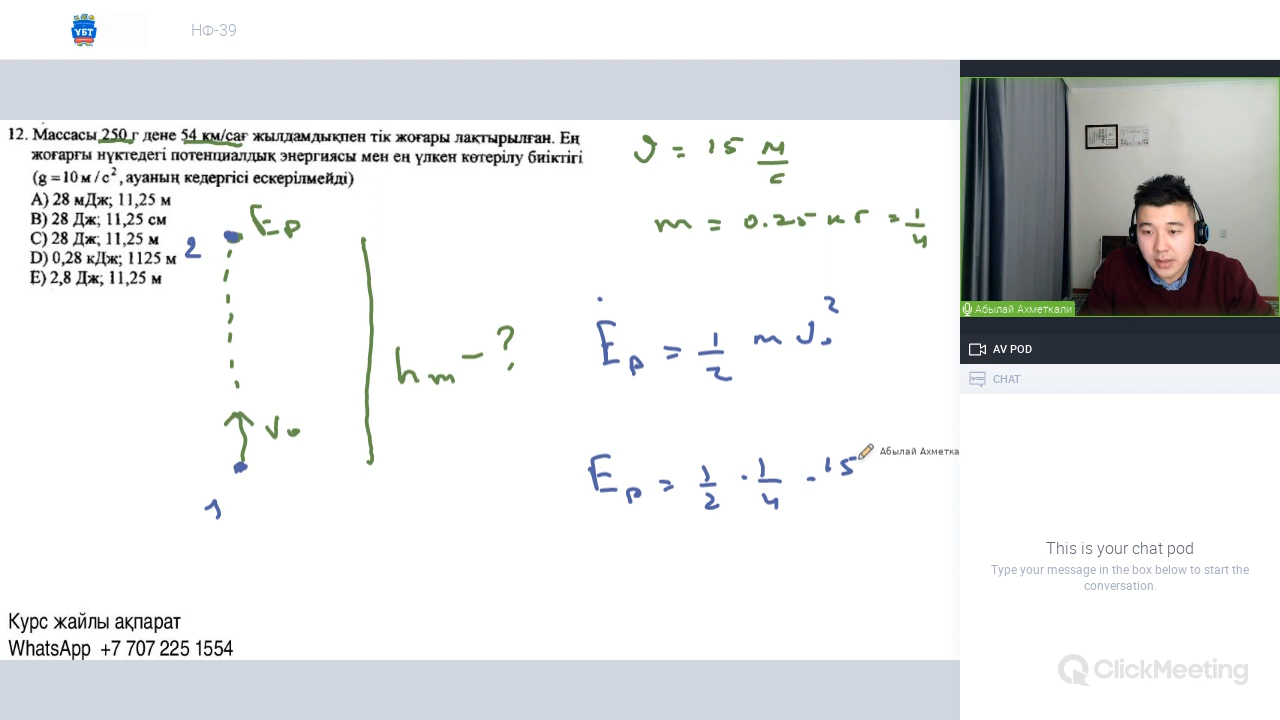 ҰБТ
НФ-39
12. Массасы 250 г дене 54 км/сағ жылдамдықпен тік жоғары лақтырылған. Ең
жоғарғы нүктедегі потенциалдық энергиясы мен ең үлкен көтерілу биіктігі
(g = 10 м / с², ауаның кедергісі ескерілмейді)
A) 28 мДж; 11,25 м
B) 28 Дж; 11,25 см
C) 28 Дж; 11,25 м
D) 0,28 кДж; 1125 м
E) 2,8 Дж; 11,25 м
2
Ep
hm - ?
V₀
1
υ = 15 м/с
m = 0.25 кг = 1/4
Ep = 1/2 m υ₀²
Ep = 1/2 · 1/4 · 15
Абылай Ахметка
Курс жайлы ақпарат
WhatsApp +7 707 225 1554
Абылай Ахметкали
AV POD
CHAT
This is your chat pod
Type your message in the box below to start the
conversation.
ClickMeeting